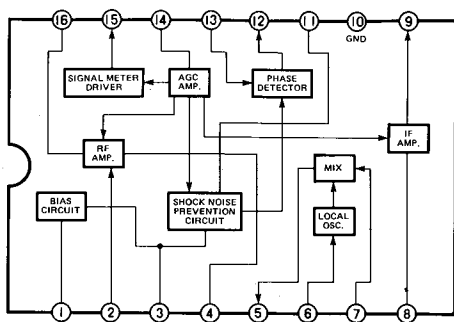 16 15 14 13 12 11 10 9
GND
SIGNAL METER
DRIVER
AGC
AMP.
PHASE
DETECTOR
RF
AMP.
IF
AMP.
MIX
BIAS
CIRCUIT
SHOCK NOISE
PREVENTION
CIRCUIT
LOCAL
OSC.
1 2 3 4 5 6 7 8